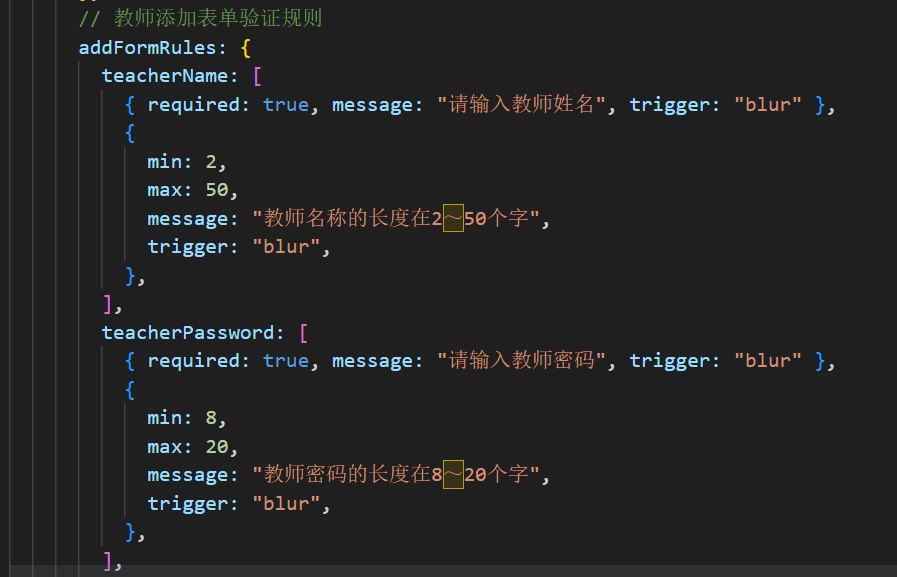 // 教师添加表单验证规则
addFormRules: {
teacherName: [
{ required: true, message: "请输入教师姓名", trigger: "blur" },
{
min: 2,
max: 50,
message: "教师名称的长度在2～50个字",
trigger: "blur",
},
],
teacherPassword: [
{ required: true, message: "请输入教师密码", trigger: "blur" },
{
min: 8,
max: 20,
message: "教师密码的长度在8～20个字",
trigger: "blur",
},
],